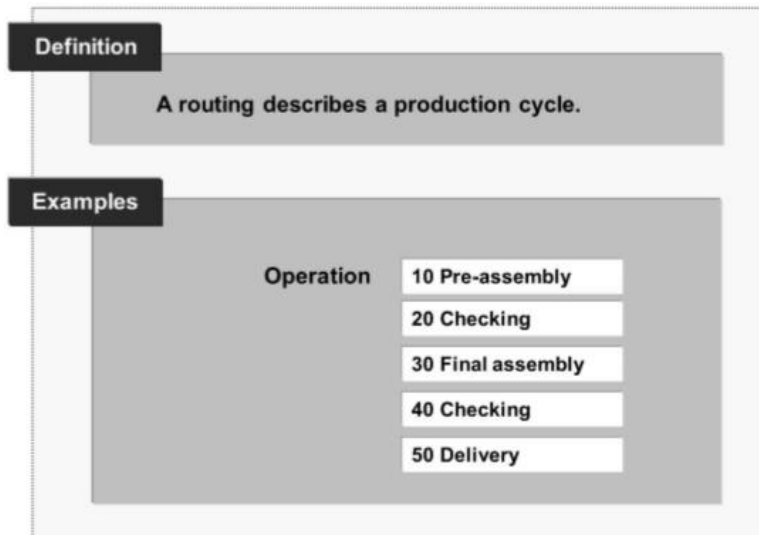 Definition
A routing describes a production cycle.
Examples
Operation
10 Pre-assembly
20 Checking
30 Final assembly
40 Checking
50 Delivery